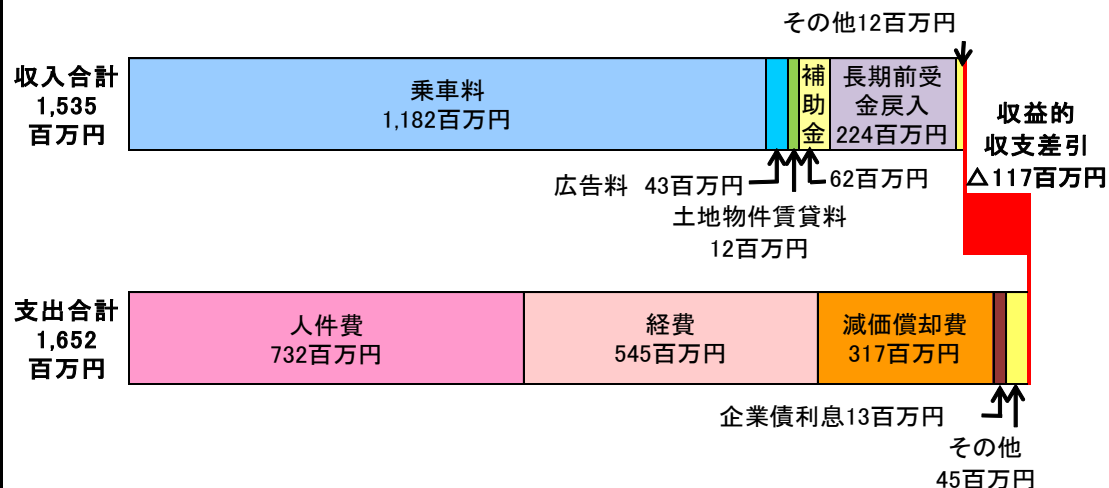 その他12百万円
収入合計
1,535
百万円
乗車料
1,182百万円
補
助
金
長期前受
金戻入
224百万円
収益的
収支差引
△117百万円
広告料 43百万円
62百万円
土地物件賃貸料
12百万円
支出合計
1,652
百万円
人件費
732百万円
経費
545百万円
減価償却費
317百万円
企業債利息13百万円
その他
45百万円